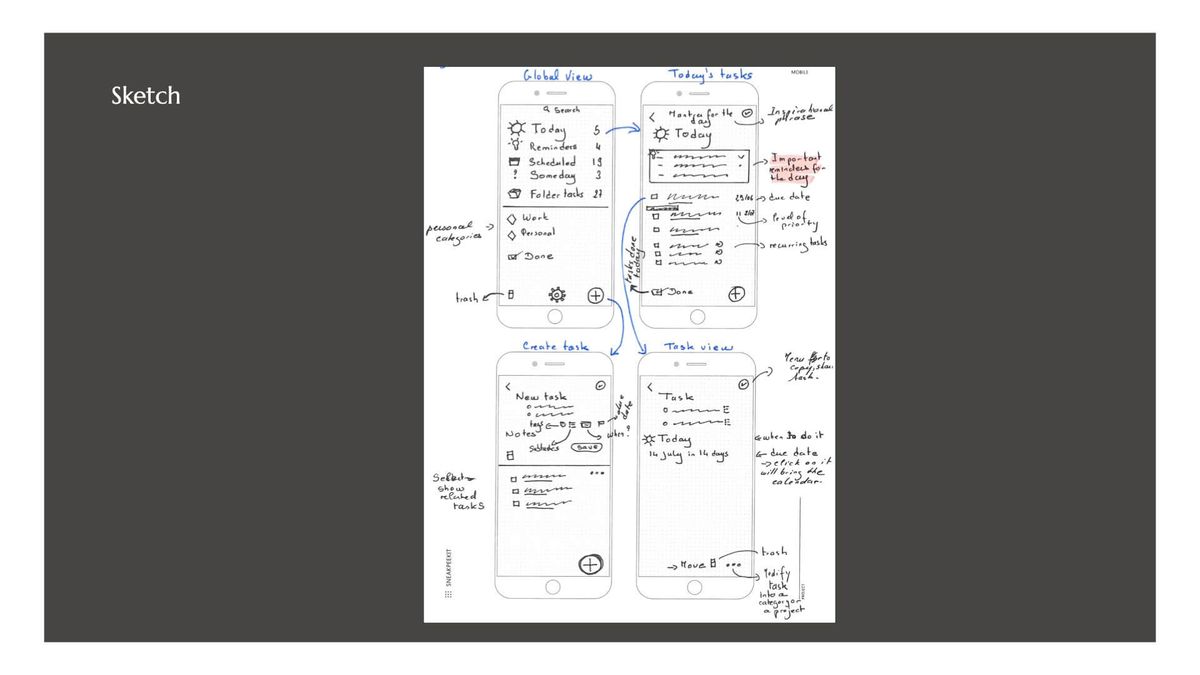 Sketch
Global view
Search
Today 5
Reminders 4
Scheduled 19
Someday 3
Folder tasks 27
Work
Personal
Done
personal
categories
trash
Today's tasks
MOBILE
Mantra for the
day
Inspirational
phrase
Today
Important
reminders for
the day
29/06
due date
level of
priority
recurring tasks
tasks done
today
Done
Create task
New task
tags
due
date
Notes
when?
Subtasks
SAVE
Select
show
related
tasks
SNEAKPEEKIT
Task view
Menu for to
copy, 
task.
Task
Today
14 July in 14 days
when to do it
due date
click on it
will bring the
calendar.
Move
trash
Modify
task
into a
category or
a project
PROJECT